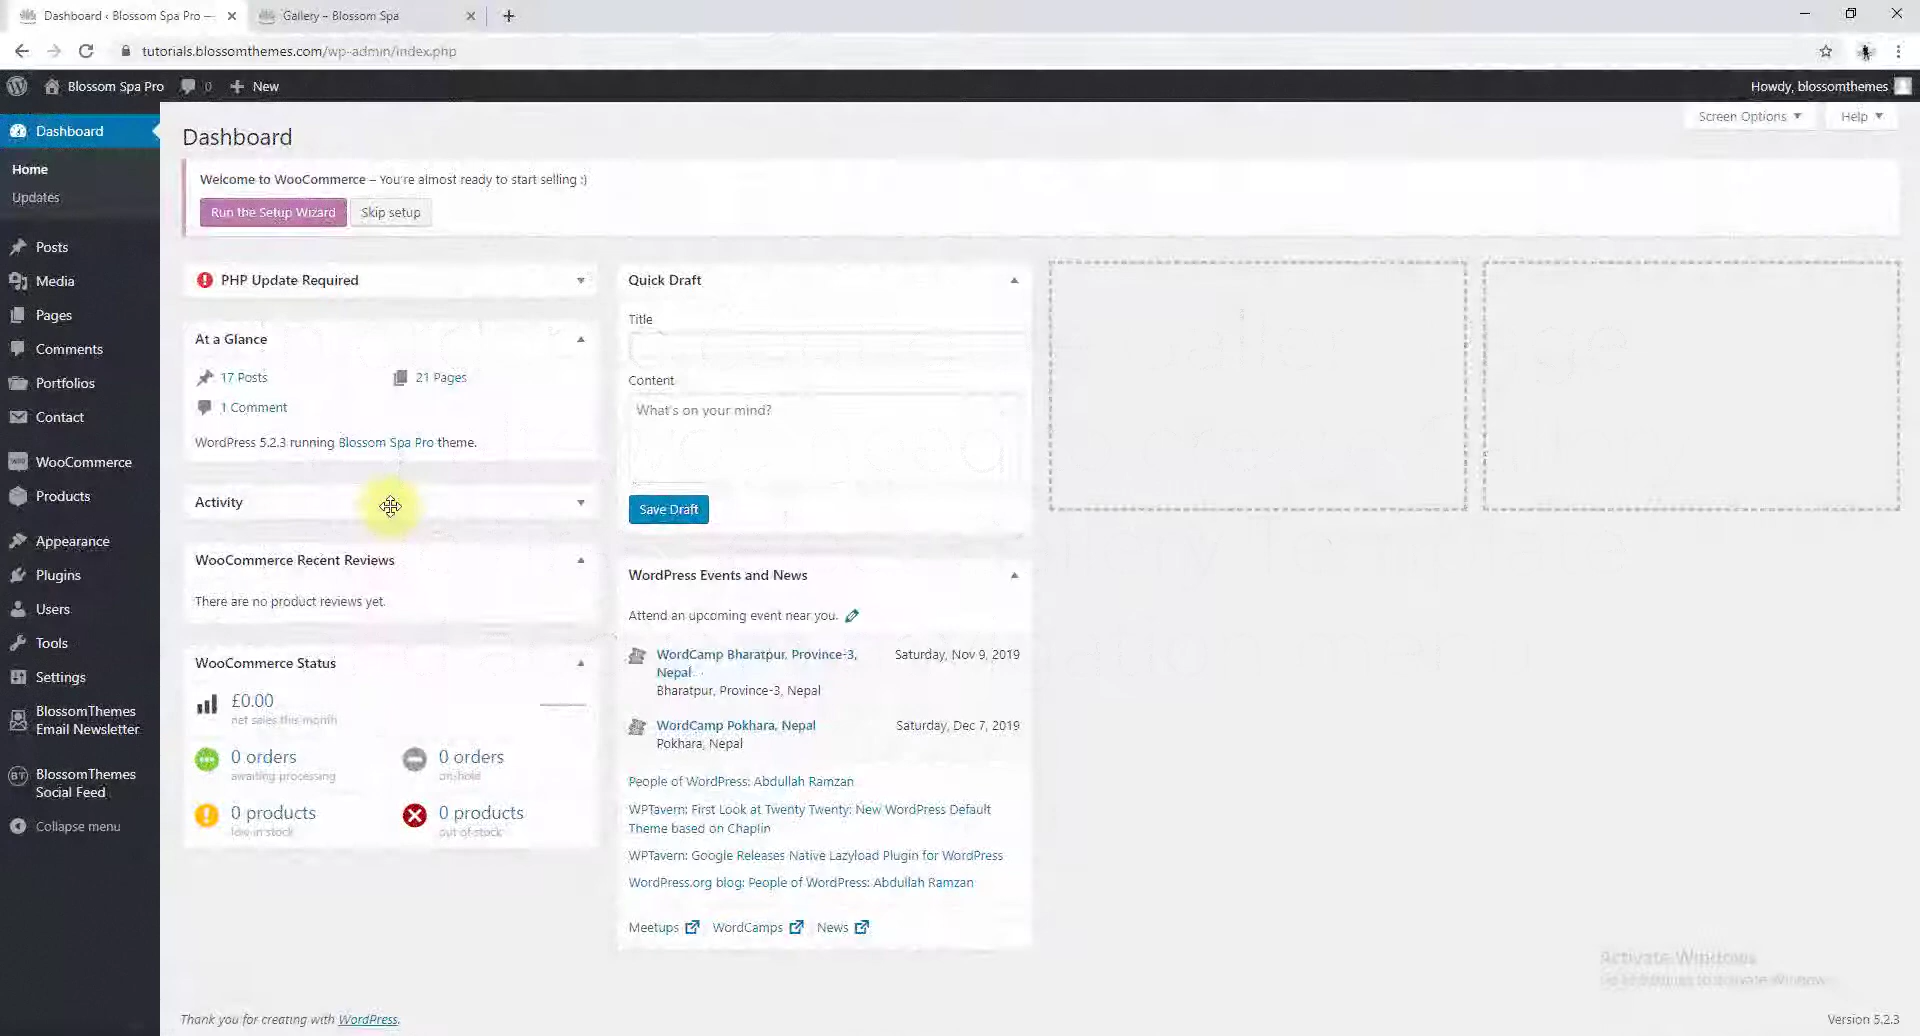 Dashboard ‹ Blossom Spa Pro —
Gallery – Blossom Spa
tutorials.blossomthemes.com/wp-admin/index.php
Blossom Spa Pro
0
New
Howdy, blossomthemes
Dashboard
Home
Updates
Posts
Media
Pages
Comments
Portfolios
Contact
WooCommerce
Products
Appearance
Plugins
Users
Tools
Settings
BlossomThemes
Email Newsletter
BlossomThemes
Social Feed
Collapse menu
Screen Options
Help
Dashboard
Welcome to WooCommerce – You're almost ready to start selling :)
Run the Setup Wizard
Skip setup
PHP Update Required
At a Glance
17 Posts
21 Pages
1 Comment
WordPress 5.2.3 running Blossom Spa Pro theme.
Activity
WooCommerce Recent Reviews
There are no product reviews yet.
WooCommerce Status
£0.00
net sales this month
0 orders
awaiting processing
0 orders
on-hold
0 products
low in stock
0 products
out of stock
Quick Draft
Title
Content
What's on your mind?
Save Draft
WordPress Events and News
Attend an upcoming event near you.
WordCamp Bharatpur, Province-3,
Nepal
Saturday, Nov 9, 2019
Bharatpur, Province-3, Nepal
WordCamp Pokhara, Nepal
Saturday, Dec 7, 2019
Pokhara, Nepal
People of WordPress: Abdullah Ramzan
WPTavern: First Look at Twenty Twenty: New WordPress Default
Theme based on Chaplin
WPTavern: Google Releases Native Lazyload Plugin for WordPress
WordPress.org blog: People of WordPress: Abdullah Ramzan
Meetups
WordCamps
News
Activate Windows
Go to Settings to activate Windows.
Thank you for creating with WordPress.
Version 5.2.3